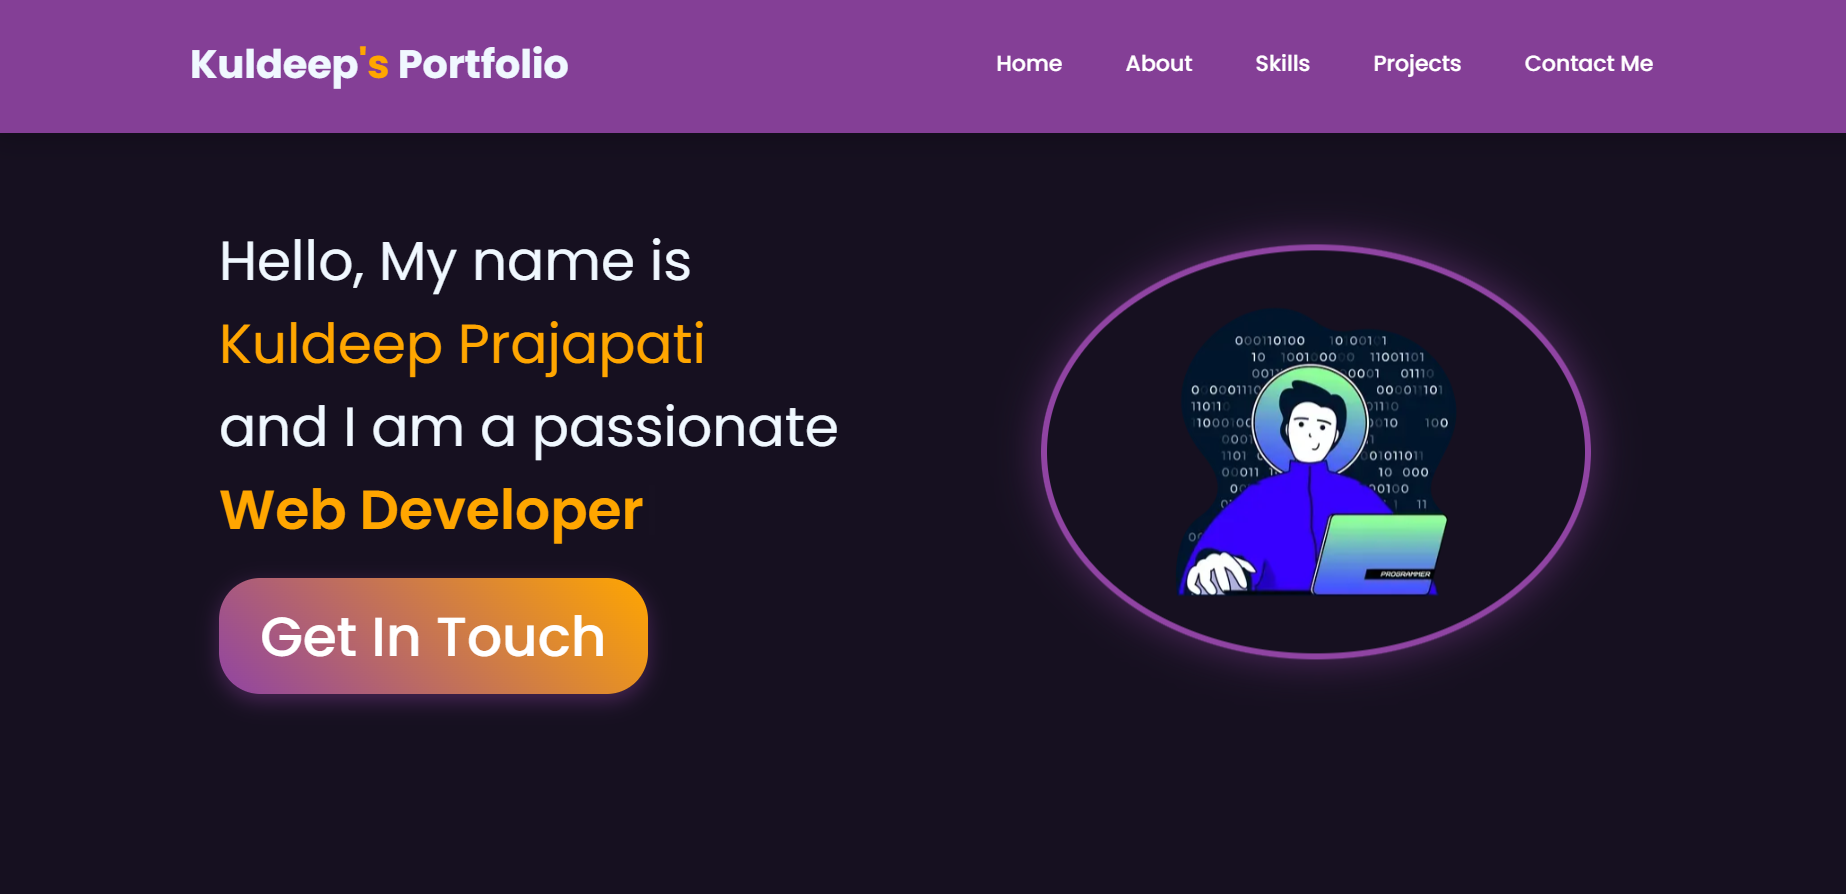 Kuldeep's Portfolio
Home About Skills Projects Contact Me
Hello, My name is
Kuldeep Prajapati
and I am a passionate
Web Developer
Get In Touch
PROGRAMMER